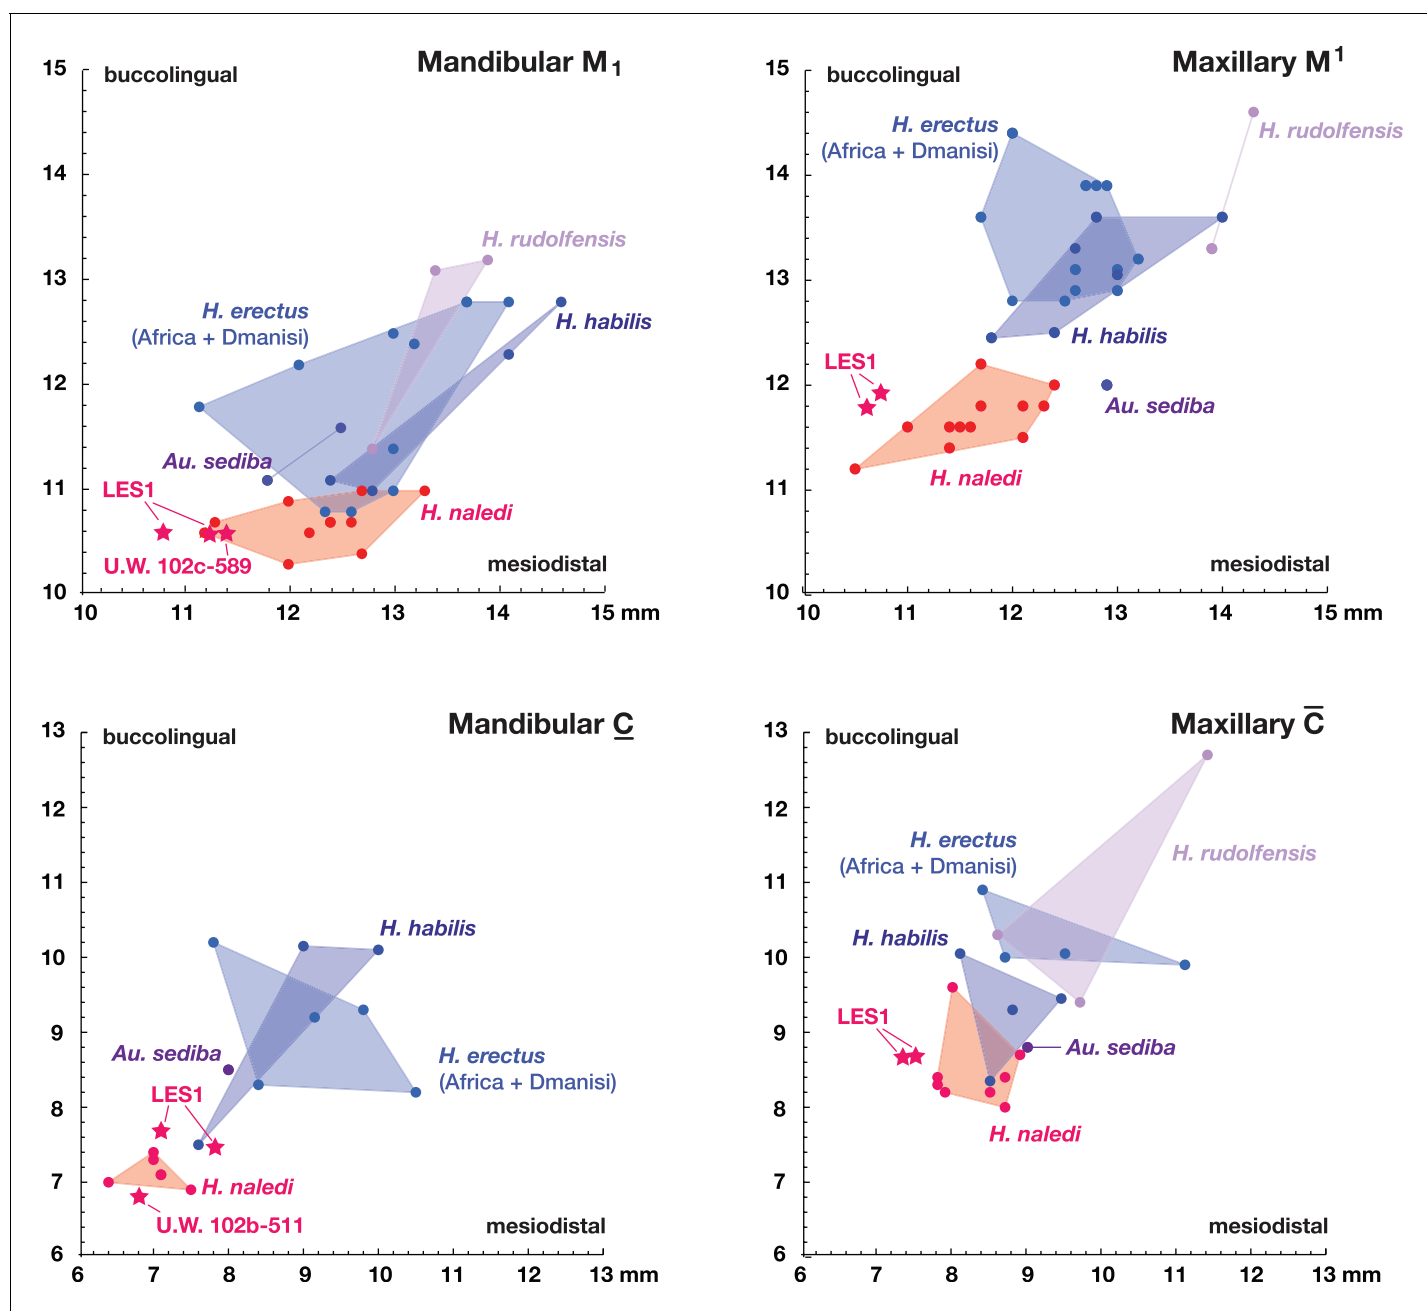 Mandibular M1
buccolingual
15
14
13
12
11
10
H. rudolfensis
H. erectus
(Africa + Dmanisi)
H. habilis
Au. sediba
LES1
H. naledi
U.W. 102c-589
mesiodistal
10 11 12 13 14 15 mm
Maxillary M1
buccolingual
15
14
13
12
11
10
H. erectus
(Africa + Dmanisi)
H. rudolfensis
H. habilis
LES1
Au. sediba
H. naledi
mesiodistal
10 11 12 13 14 15 mm
Mandibular C
buccolingual
13
12
11
10
9
8
7
6
H. habilis
Au. sediba
H. erectus
(Africa + Dmanisi)
LES1
H. naledi
U.W. 102b-511
mesiodistal
6 7 8 9 10 11 12 13 mm
Maxillary C
buccolingual
13
12
11
10
9
8
7
6
H. erectus
(Africa + Dmanisi)
H. rudolfensis
H. habilis
LES1
Au. sediba
H. naledi
mesiodistal
6 7 8 9 10 11 12 13 mm